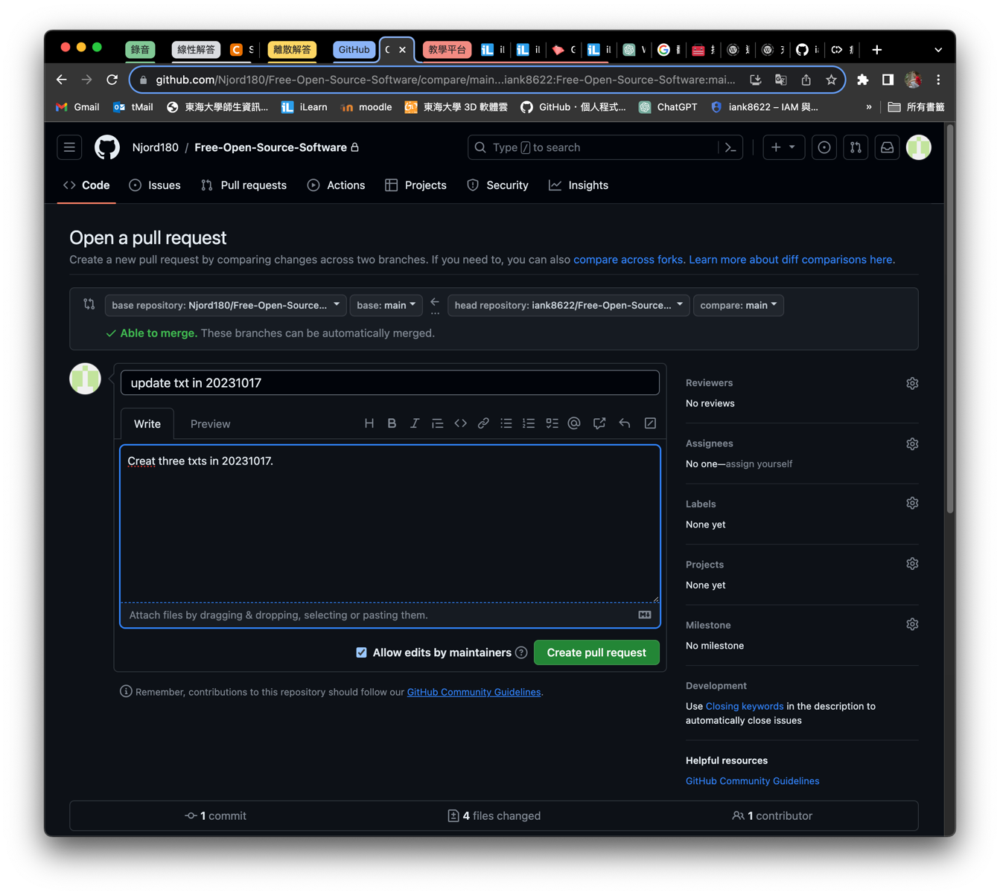 錄音 線性解答 離散解答 GitHub 教學平台
github.com/Njord180/Free-Open-Source-Software/compare/main...iank8622:Free-Open-Source-Software:mai...
Gmail tMail 東海大學師生資訊... iLearn moodle 東海大學 3D 軟體雲 GitHub · 個人程式... ChatGPT iank8622 – IAM 與... » 所有書籤
Njord180 / Free-Open-Source-Software
Type / to search
Code Issues Pull requests Actions Projects Security Insights
Open a pull request
Create a new pull request by comparing changes across two branches. If you need to, you can also compare across forks. Learn more about diff comparisons here.
base repository: Njord180/Free-Open-Source... base: main head repository: iank8622/Free-Open-Source... compare: main
Able to merge. These branches can be automatically merged.
update txt in 20231017
Write Preview
Creat three txts in 20231017.
Attach files by dragging & dropping, selecting or pasting them.
Allow edits by maintainers Create pull request
Remember, contributions to this repository should follow our GitHub Community Guidelines.
Reviewers
No reviews
Assignees
No one—assign yourself
Labels
None yet
Projects
None yet
Milestone
No milestone
Development
Use Closing keywords in the description to
automatically close issues
Helpful resources
GitHub Community Guidelines
1 commit 4 files changed 1 contributor